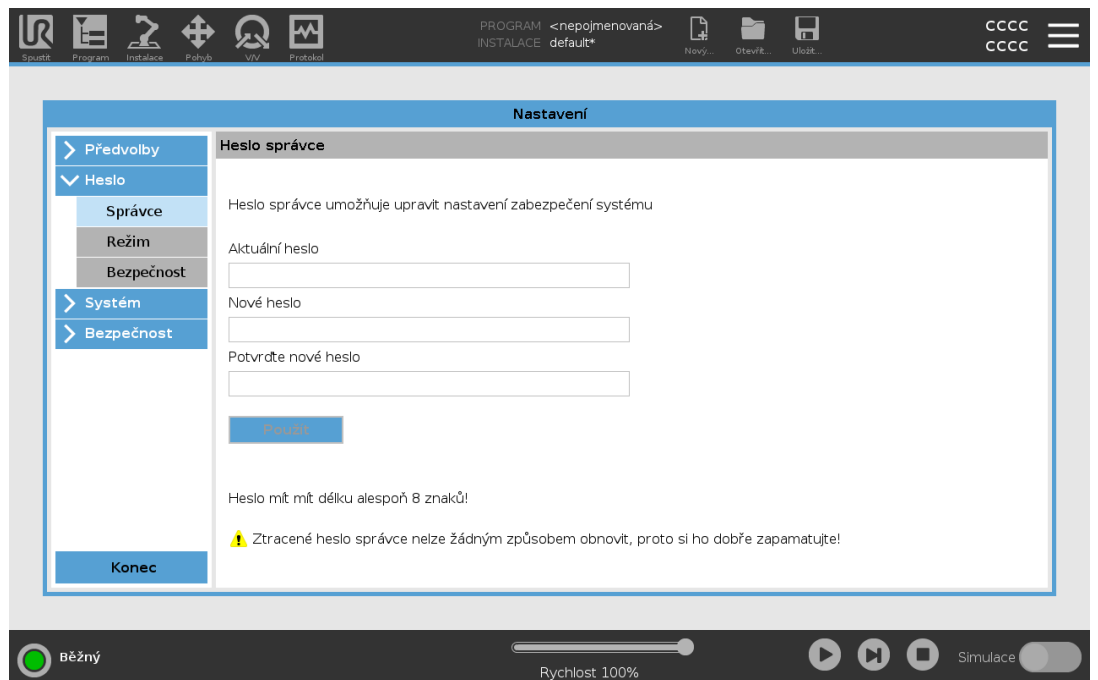 UR
PROGRAM <nepojmenovaná>
INSTALACE default*
CCCC
CCCC
Spustit Program Instalace Pohyb V/V Protokol Nový... Otevřít... Uložit...
Nastavení
Předvolby
Heslo
Správce
Režim
Bezpečnost
Systém
Bezpečnost
Konec
Heslo správce
Heslo správce umožňuje upravit nastavení zabezpečení systému
Aktuální heslo
Nové heslo
Potvrďte nové heslo
Použít
Heslo mít mít délku alespoň 8 znaků!
Ztracené heslo správce nelze žádným způsobem obnovit, proto si ho dobře zapamatujte!
Běžný
Rychlost 100%
Simulace